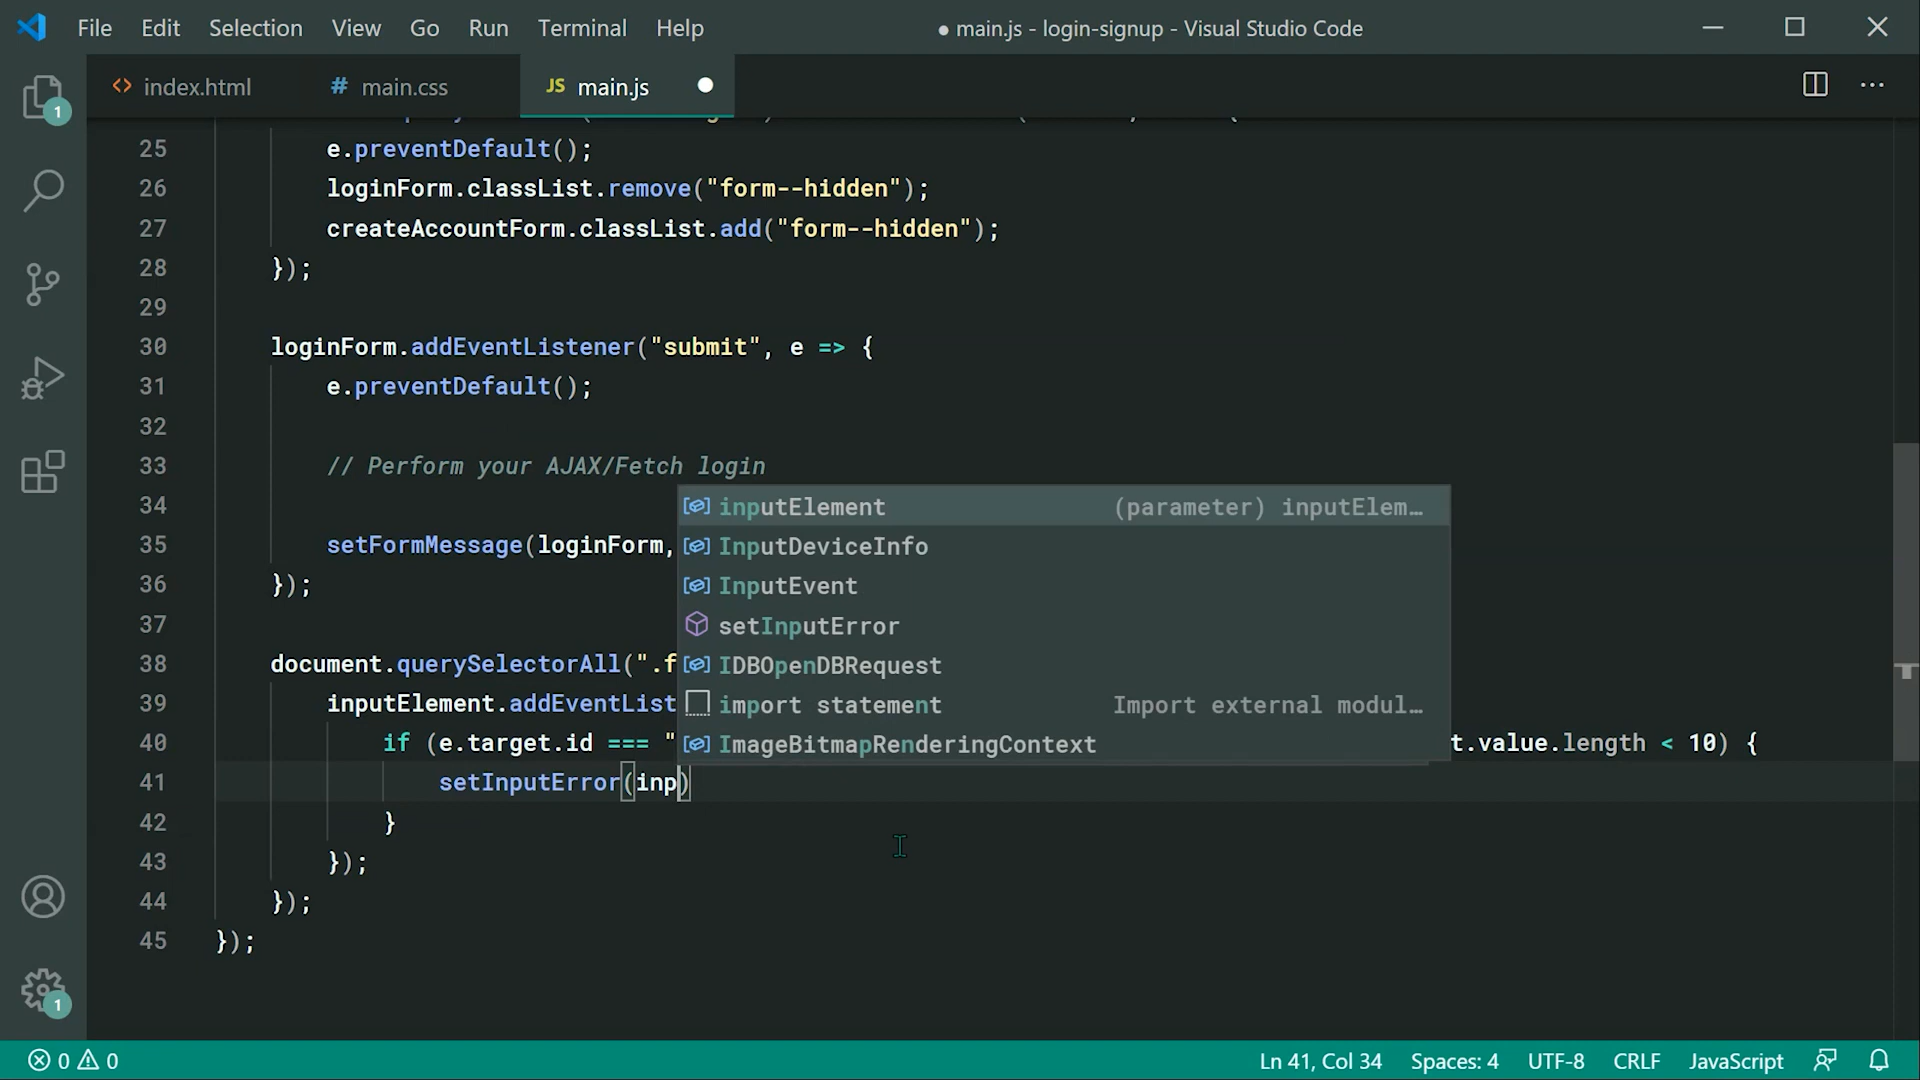 File Edit Selection View Go Run Terminal Help ● main.js - login-signup - Visual Studio Code
<> index.html # main.css JS main.js
25 e.preventDefault();
26 loginForm.classList.remove("form--hidden");
27 createAccountForm.classList.add("form--hidden");
28 });
29
30 loginForm.addEventListener("submit", e => {
31 e.preventDefault();
32
33 // Perform your AJAX/Fetch login
34
35 setFormMessage(loginForm,
36 });
37
38 document.querySelectorAll(".f
39 inputElement.addEventList
40 if (e.target.id === " t.value.length < 10) {
41 setInputError(inp)
42 }
43 });
44 });
45 });
inputElement (parameter) inputElem…
InputDeviceInfo
InputEvent
setInputError
IDBOpenDBRequest
import statement Import external modul…
ImageBitmapRenderingContext
1
1
0 0 Ln 41, Col 34 Spaces: 4 UTF-8 CRLF JavaScript